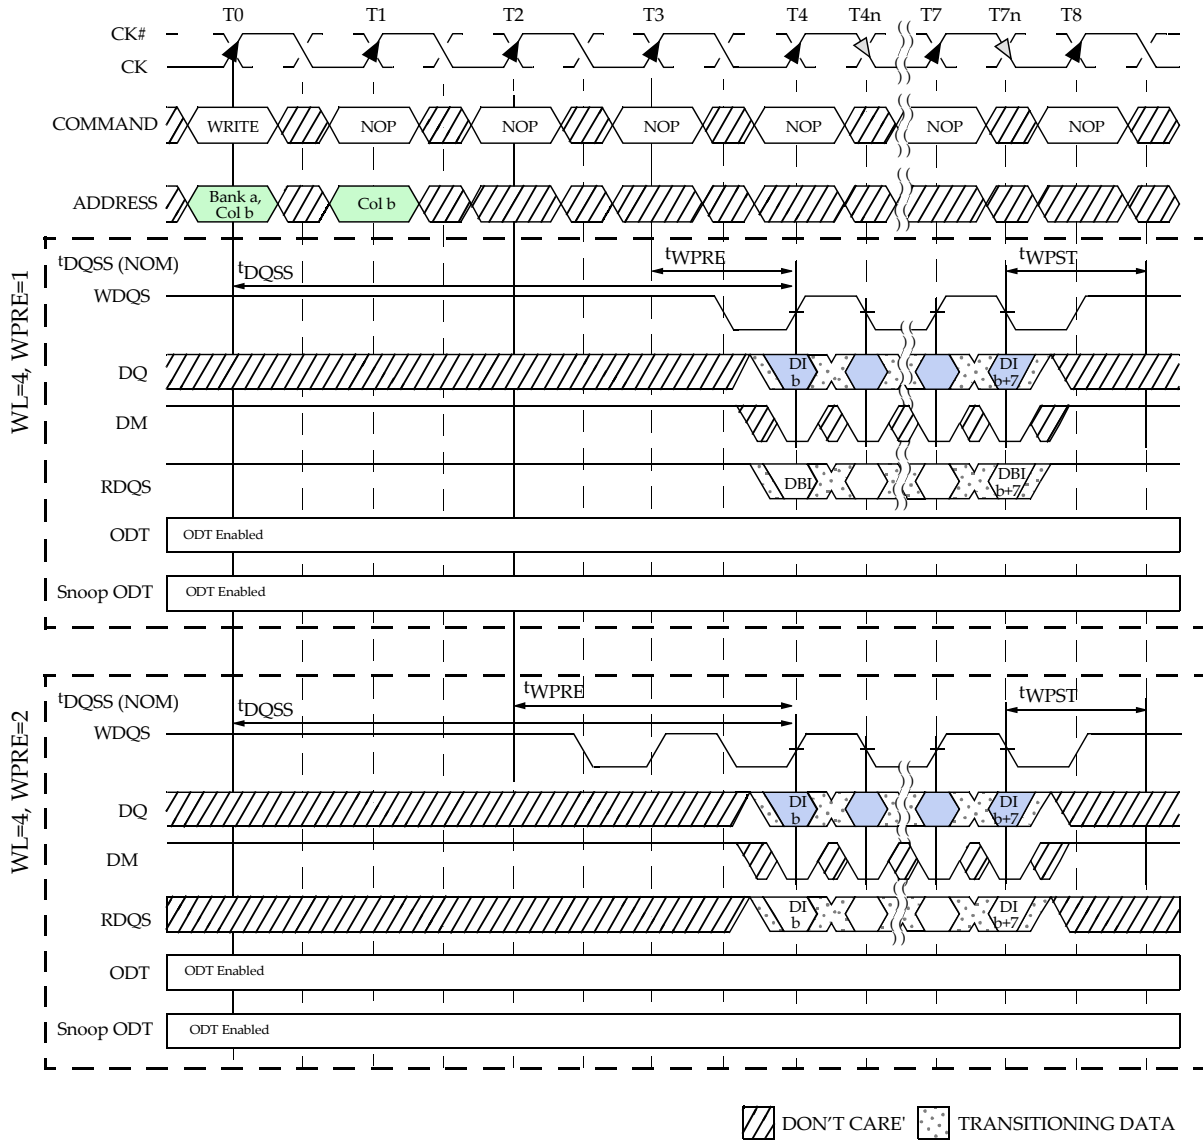 T0 T1 T2 T3 T4 T4n T7 T7n T8
CK#
CK
COMMAND WRITE NOP NOP NOP NOP NOP NOP
ADDRESS Bank a, Col b
Col b
WL=4, WPRE=1
tDQSS (NOM) tDQSS tWPRE tWPST
WDQS
DQ DI b DI b+7
DM
RDQS DBI DBI b+7
ODT ODT Enabled
Snoop ODT ODT Enabled
WL=4, WPRE=2
tDQSS (NOM) tDQSS tWPRE tWPST
WDQS
DQ DI b DI b+7
DM
RDQS DI b DI b+7
ODT ODT Enabled
Snoop ODT ODT Enabled
DON'T CARE' TRANSITIONING DATA